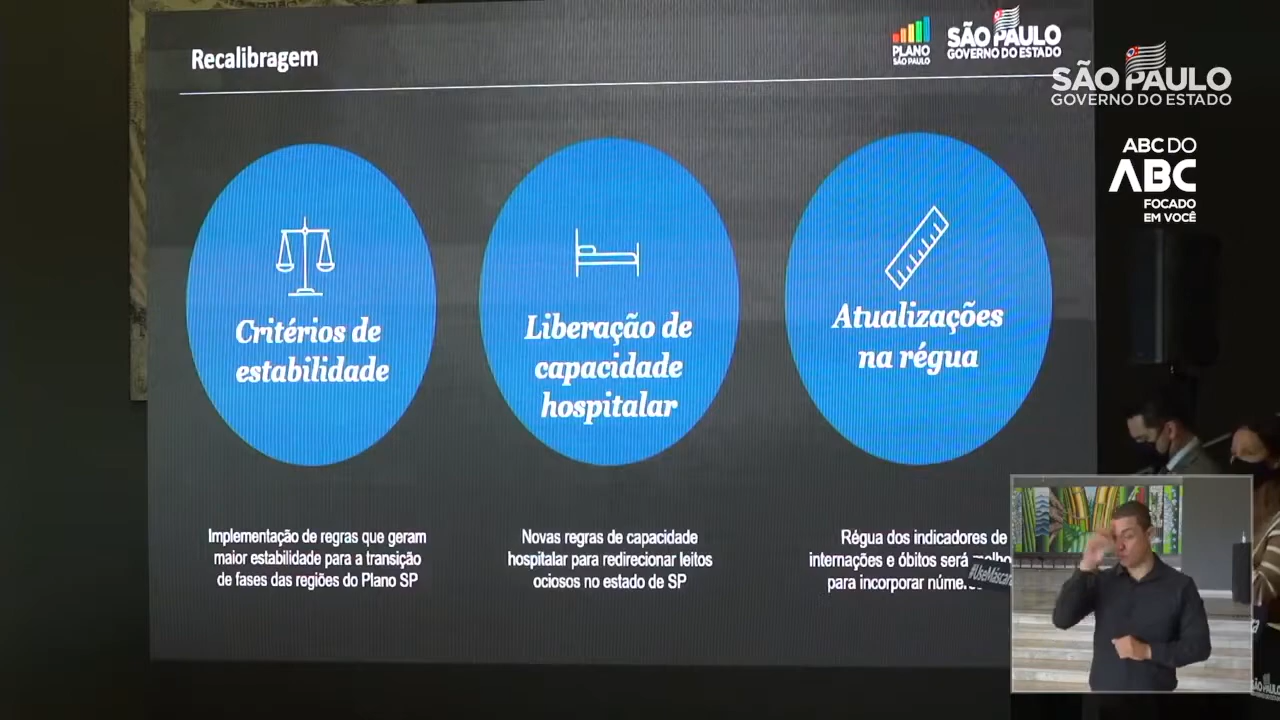 Recalibragem
PLANO
SÃO PAULO
SÃO PAULO
GOVERNO DO ESTADO
SÃO PAULO
GOVERNO DO ESTADO
ABC DO
ABC
FOCADO
EM VOCÊ
Critérios de
estabilidade
Liberação de
capacidade
hospitalar
Atualizações
na régua
Implementação de regras que geram
maior estabilidade para a transição
de fases das regiões do Plano SP
Novas regras de capacidade
hospitalar para redirecionar leitos
ociosos no estado de SP
Régua dos indicadores de
internações e óbitos será
para incorporar
#UseMáscara
SÃO PAULO